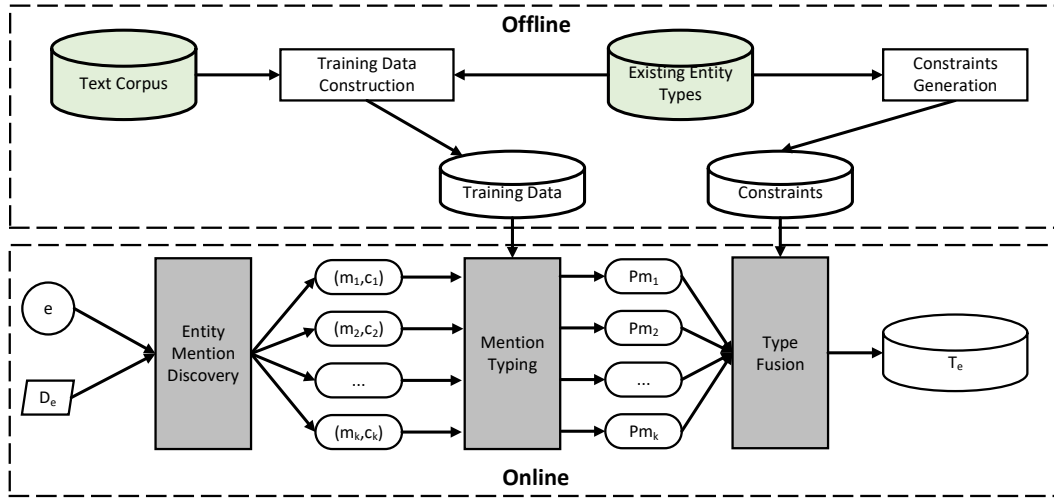 Offline
Text Corpus
Training Data
Construction
Existing Entity
Types
Constraints
Generation
Training Data
Constraints
e
Dₑ
Entity
Mention
Discovery
(m₁,c₁)
(m₂,c₂)
...
(mₖ,cₖ)
Mention
Typing
Pm₁
Pm₂
...
Pmₖ
Type
Fusion
Tₑ
Online